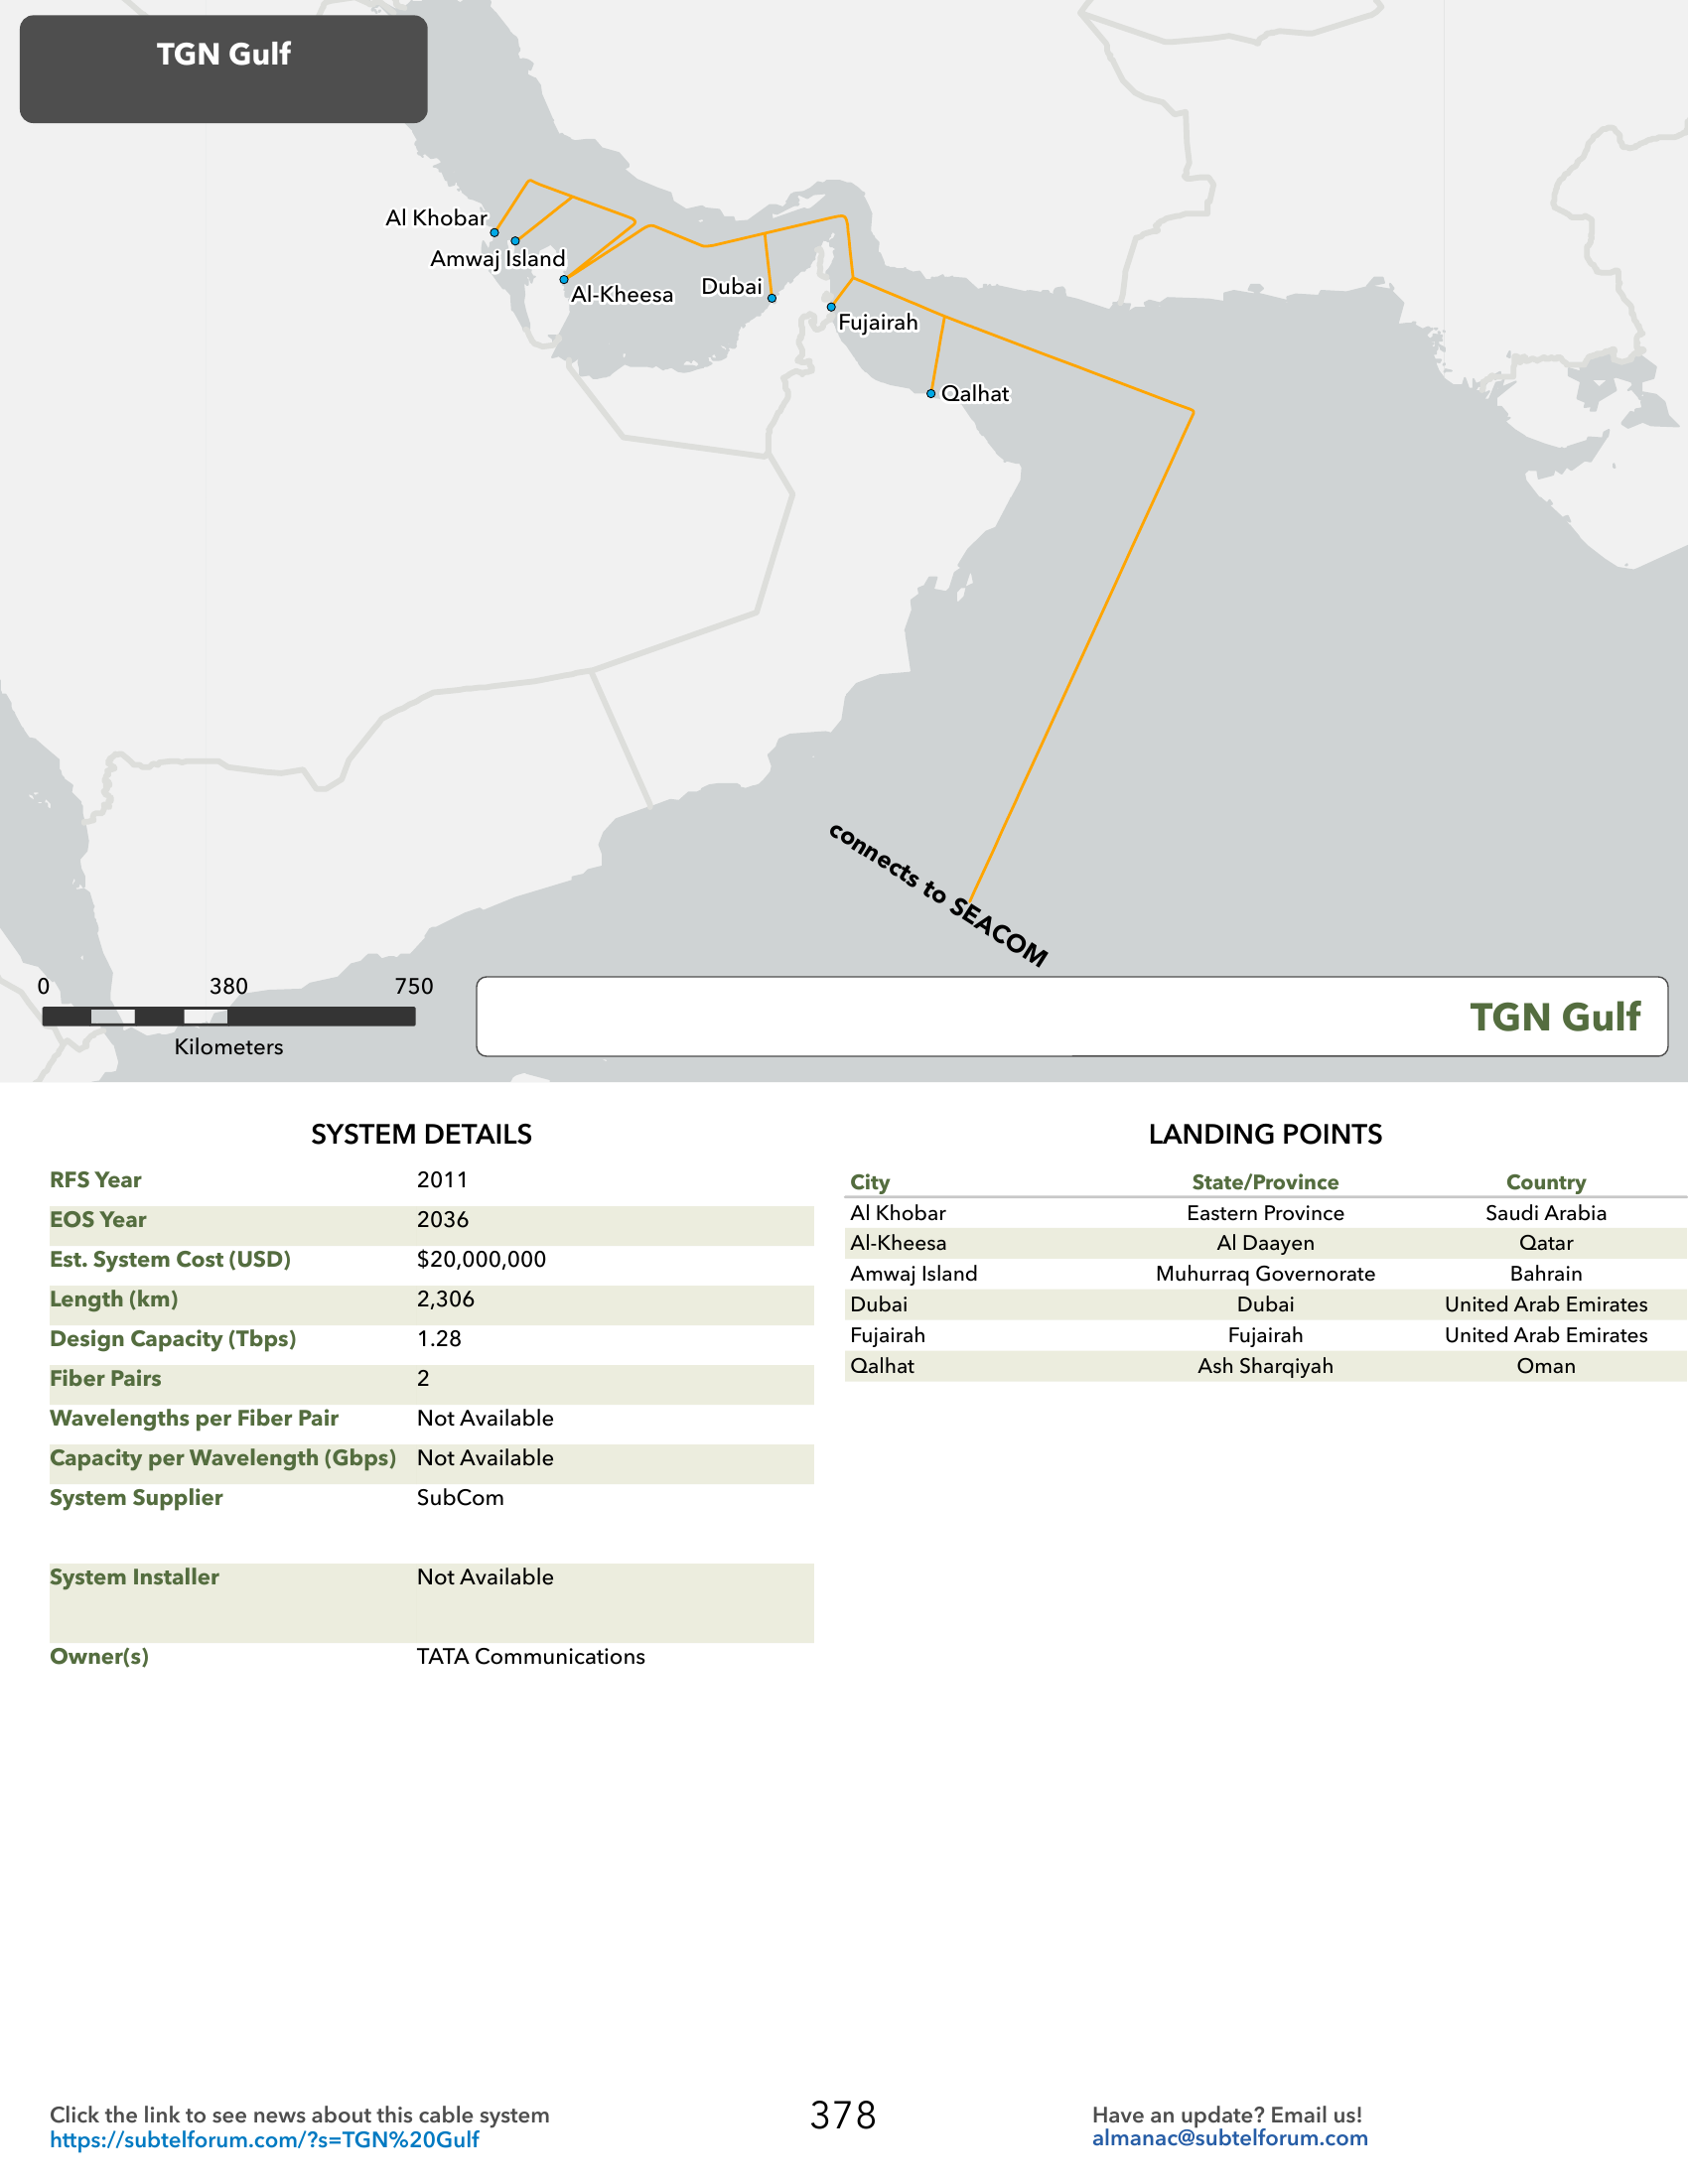 TGN Gulf
Al Khobar
Amwaj Island
Al-Kheesa
Dubai
Fujairah
Qalhat
connects to SEACOM
0 380 750
Kilometers
TGN Gulf
SYSTEM DETAILS
RFS Year 2011
EOS Year 2036
Est. System Cost (USD) $20,000,000
Length (km) 2,306
Design Capacity (Tbps) 1.28
Fiber Pairs 2
Wavelengths per Fiber Pair Not Available
Capacity per Wavelength (Gbps) Not Available
System Supplier SubCom
System Installer Not Available
Owner(s) TATA Communications
LANDING POINTS
City State/Province Country
Al Khobar Eastern Province Saudi Arabia
Al-Kheesa Al Daayen Qatar
Amwaj Island Muhurraq Governorate Bahrain
Dubai Dubai United Arab Emirates
Fujairah Fujairah United Arab Emirates
Qalhat Ash Sharqiyah Oman
Click the link to see news about this cable system
https://subtelforum.com/?s=TGN%20Gulf
378
Have an update? Email us!
almanac@subtelforum.com